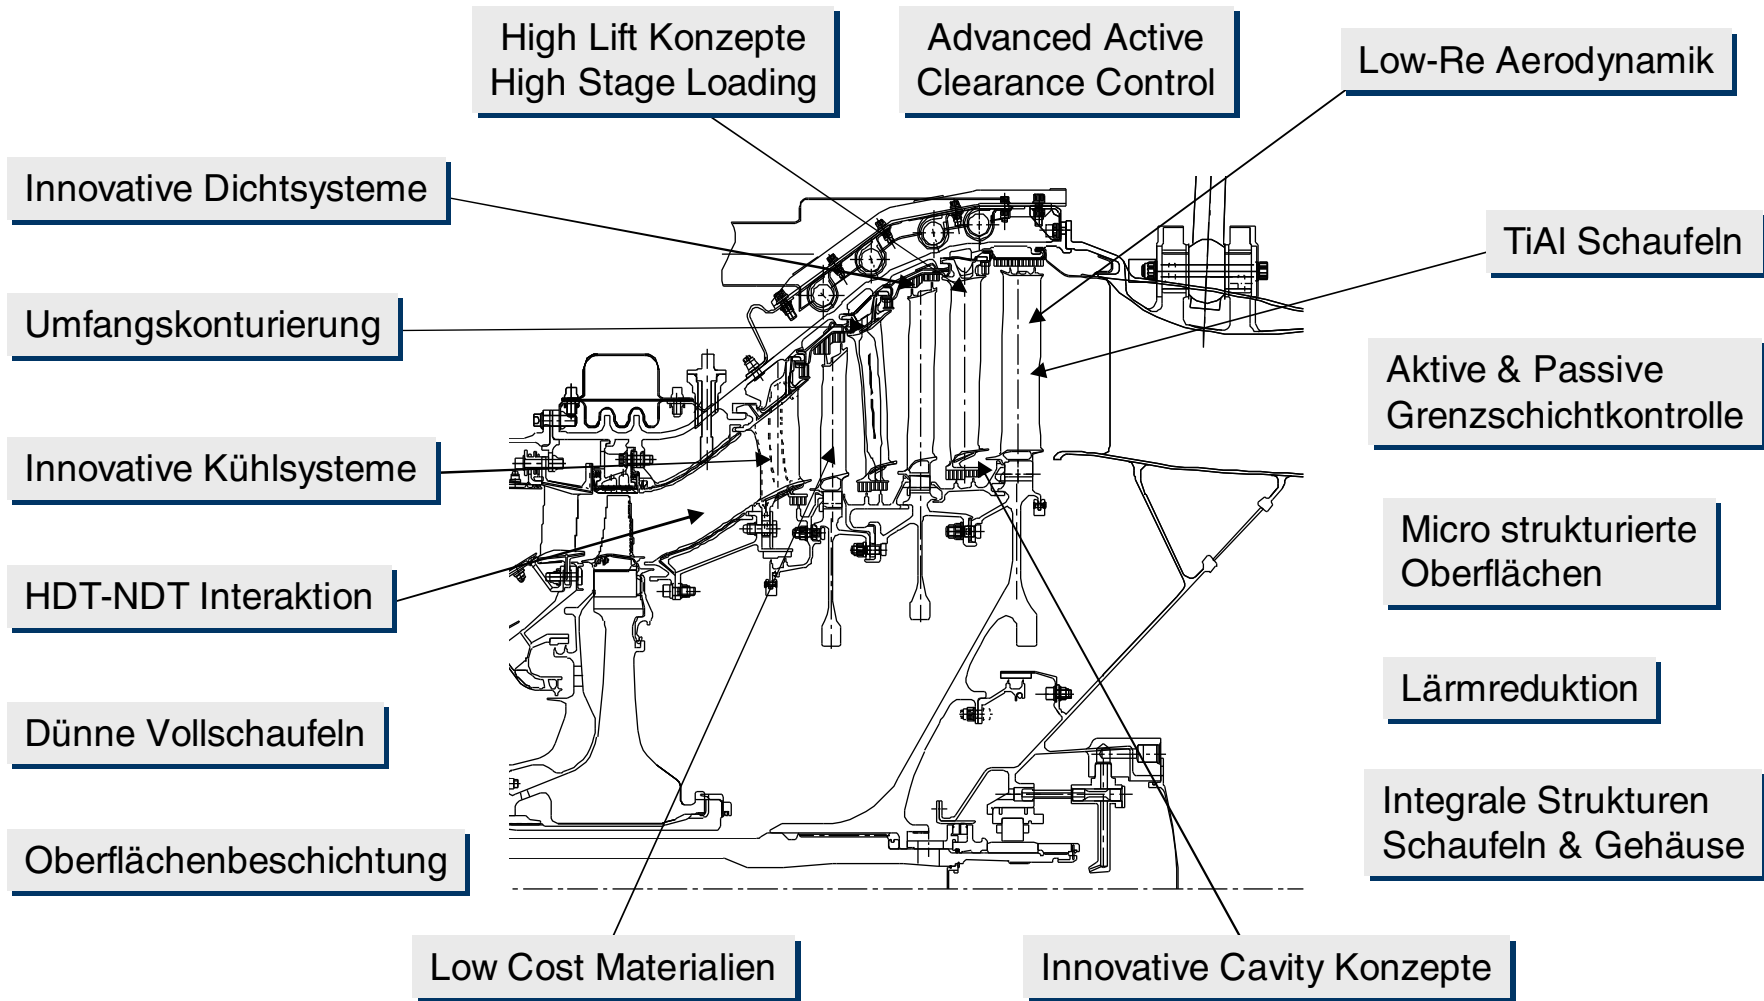 High Lift Konzepte
High Stage Loading
Advanced Active
Clearance Control
Low-Re Aerodynamik
Innovative Dichtsysteme
TiAl Schaufeln
Umfangskonturierung
Aktive & Passive
Grenzschichtkontrolle
Innovative Kühlsysteme
Micro strukturierte
Oberflächen
HDT-NDT Interaktion
Lärmreduktion
Dünne Vollschaufeln
Integrale Strukturen
Schaufeln & Gehäuse
Oberflächenbeschichtung
Low Cost Materialien
Innovative Cavity Konzepte